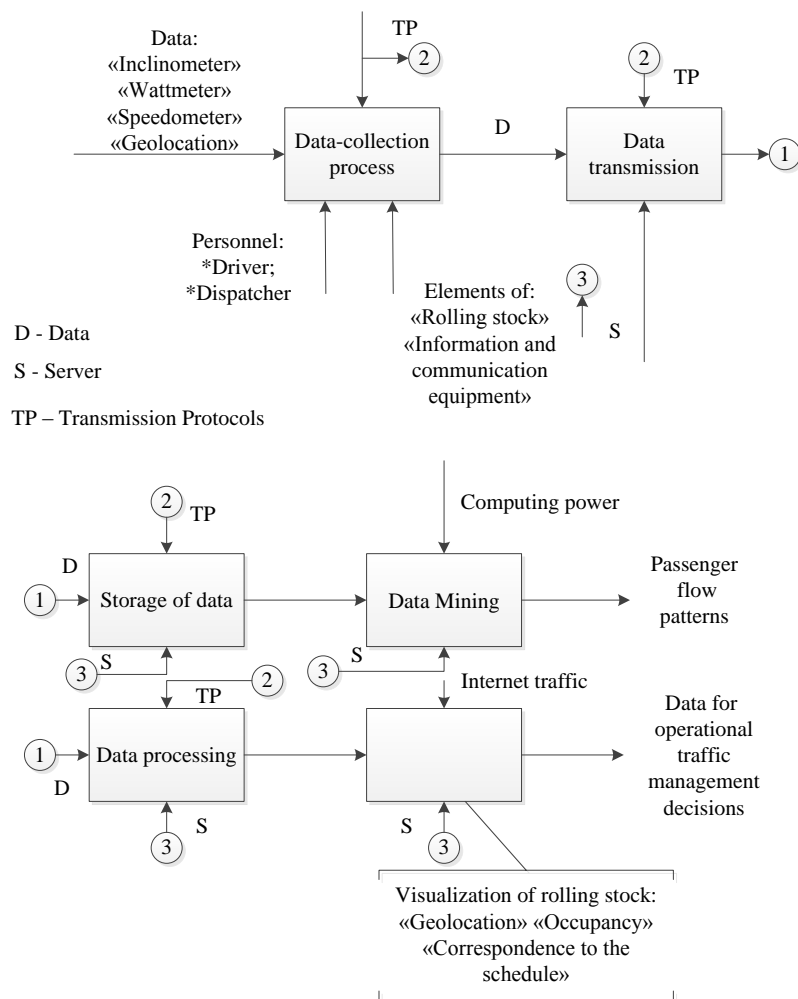 Data:
«Inclinometer»
«Wattmeter»
«Speedometer»
«Geolocation»
TP
2
Data-collection
process
D
2
TP
Data
transmission
1
Personnel:
*Driver;
*Dispatcher
Elements of:
«Rolling stock»
«Information and
communication
equipment»
3
S
D - Data
S - Server
TP – Transmission Protocols
2
TP
D
1
Storage of data
3
S
Computing power
Data Mining
3
S
Passenger
flow
patterns
2
TP
1
D
Data processing
S
3
Internet traffic
S
3
Data for
operational
traffic
management
decisions
Visualization of rolling stock:
«Geolocation» «Occupancy»
«Correspondence to the
schedule»